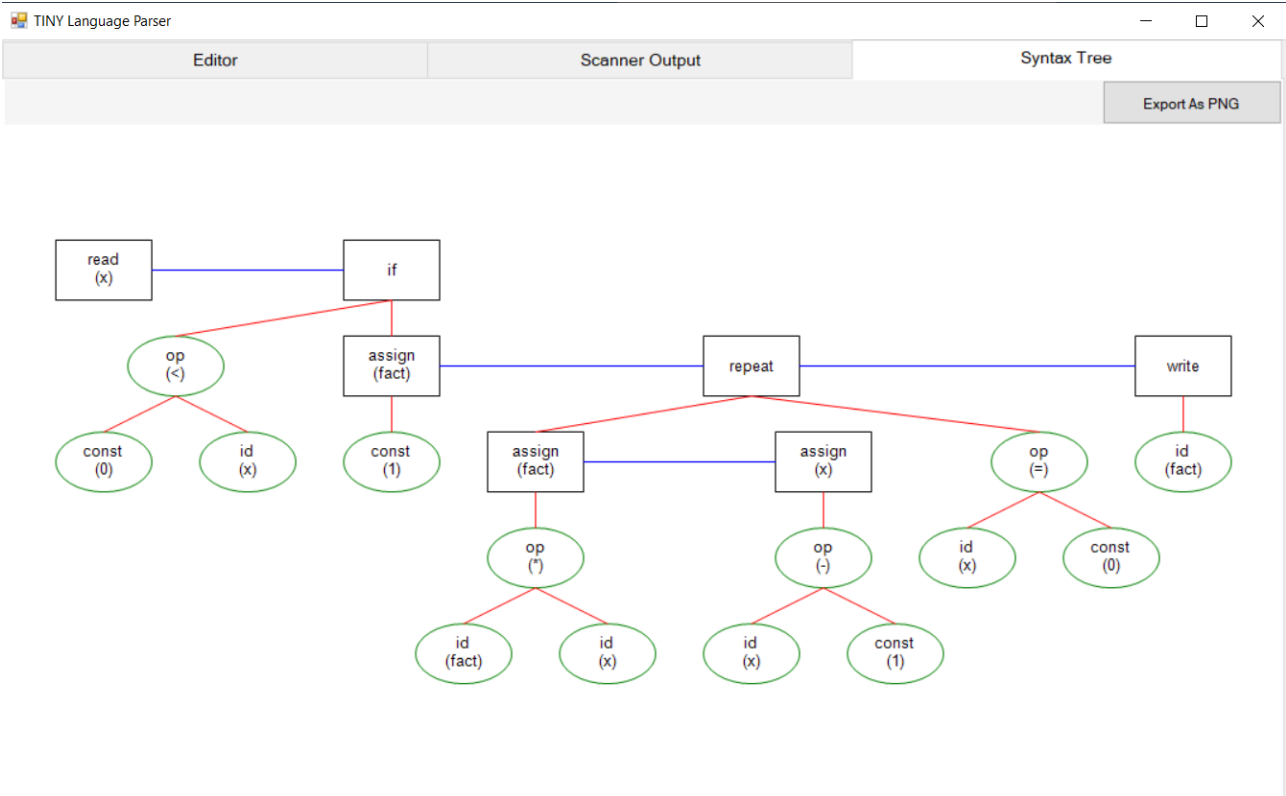 TINY Language Parser
Editor
Scanner Output
Syntax Tree
Export As PNG
read
(x)
if
op
(<)
assign
(fact)
repeat
write
const
(0)
id
(x)
const
(1)
assign
(fact)
assign
(x)
op
(=)
id
(fact)
op
(*)
op
(-)
id
(x)
const
(0)
id
(fact)
id
(x)
id
(x)
const
(1)